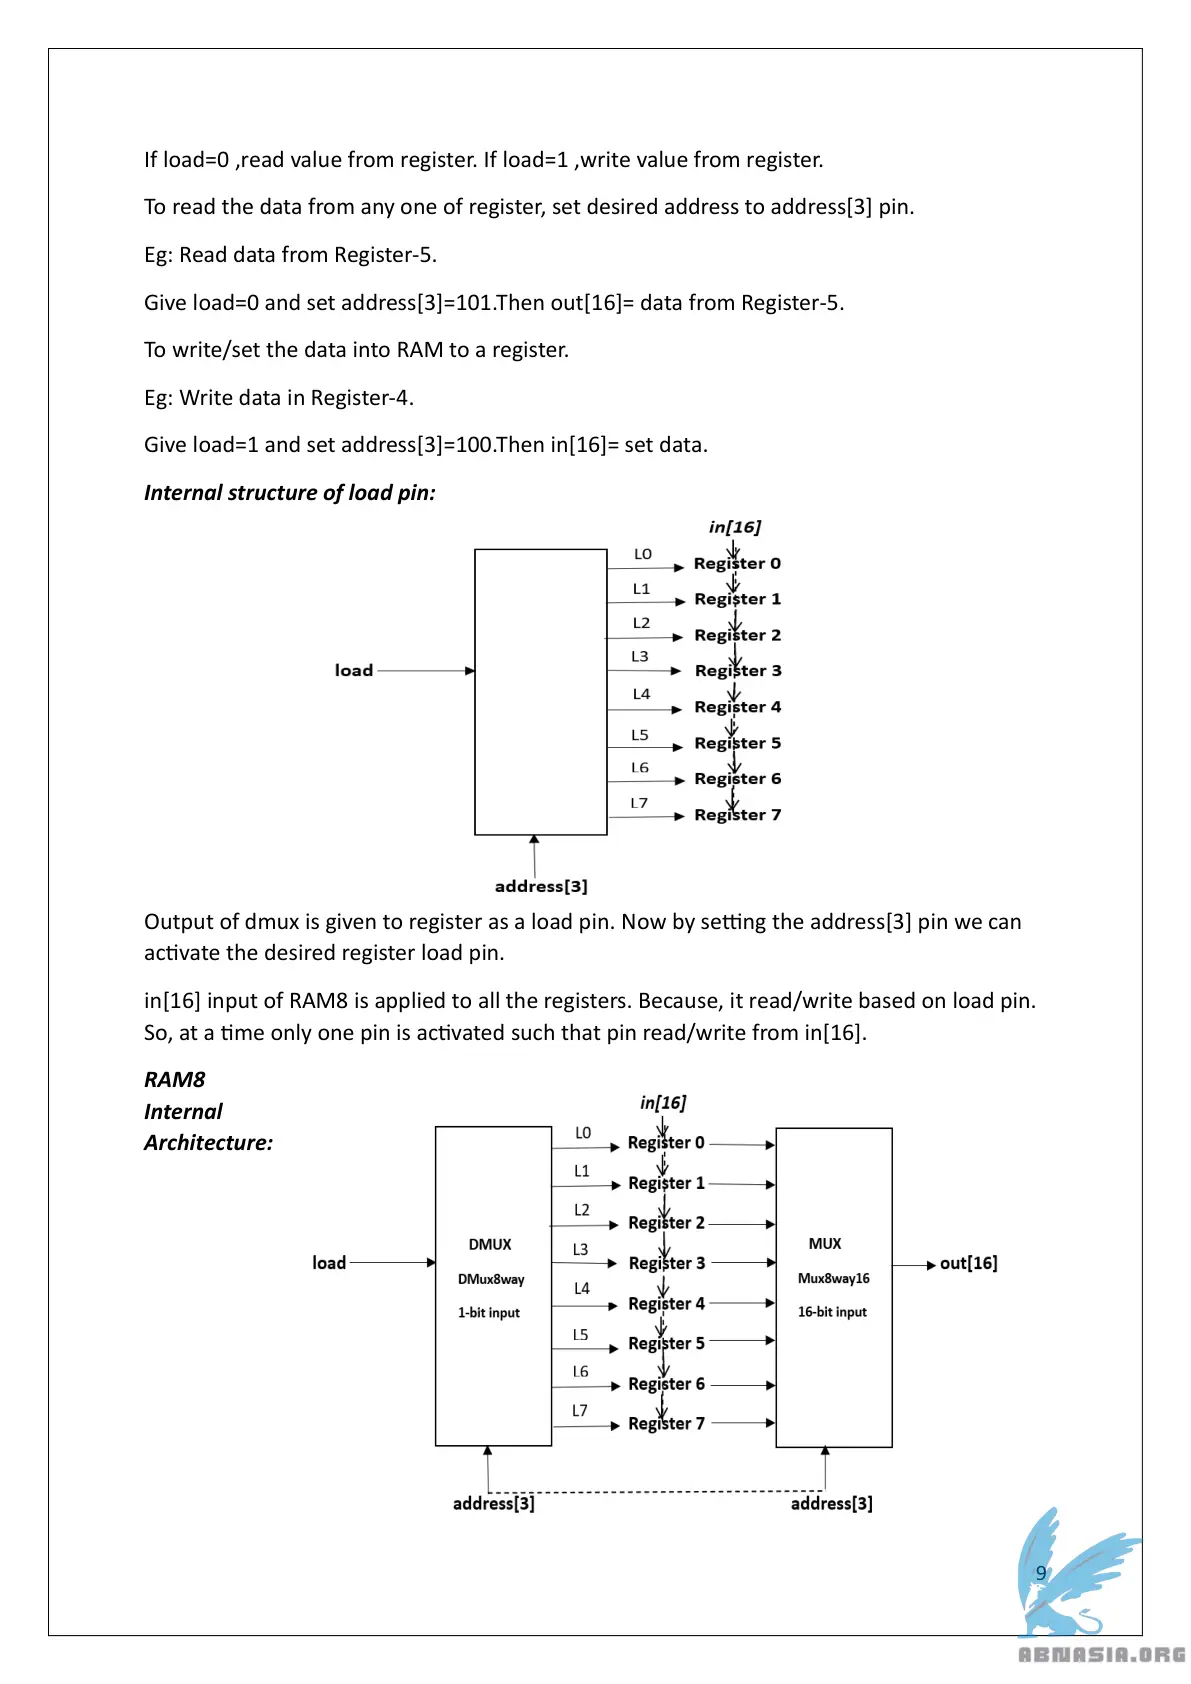 If load=0 ,read value from register. If load=1 ,write value from register.
To read the data from any one of register, set desired address to address[3] pin.
Eg: Read data from Register-5.
Give load=0 and set address[3]=101.Then out[16]= data from Register-5.
To write/set the data into RAM to a register.
Eg: Write data in Register-4.
Give load=1 and set address[3]=100.Then in[16]= set data.
Internal structure of load pin:
in[16]
L0
Register 0
L1
Register 1
L2
Register 2
L3
load
Register 3
L4
Register 4
L5
Register 5
L6
Register 6
L7
Register 7
address[3]
Output of dmux is given to register as a load pin. Now by setting the address[3] pin we can
activate the desired register load pin.
in[16] input of RAM8 is applied to all the registers. Because, it read/write based on load pin.
So, at a time only one pin is activated such that pin read/write from in[16].
RAM8
Internal
Architecture:
in[16]
L0
Register 0
L1
Register 1
L2
Register 2
L3
Register 3
L4
Register 4
L5
Register 5
L6
Register 6
L7
Register 7
load
DMUX
DMux8way
1-bit input
MUX
Mux8way16
16-bit input
out[16]
address[3]
address[3]
9
ABNASIA.ORG